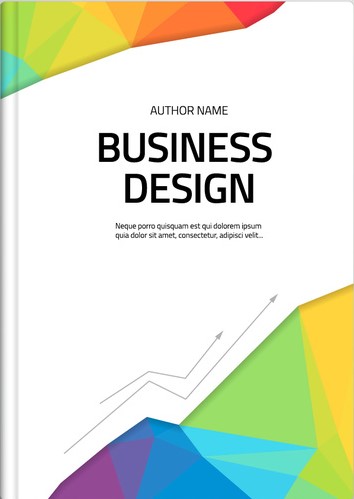 AUTHOR NAME
BUSINESS
DESIGN
Neque porro quisquam est qui dolorem ipsum
quia dolor sit amet, consectetur, adipisci velit...